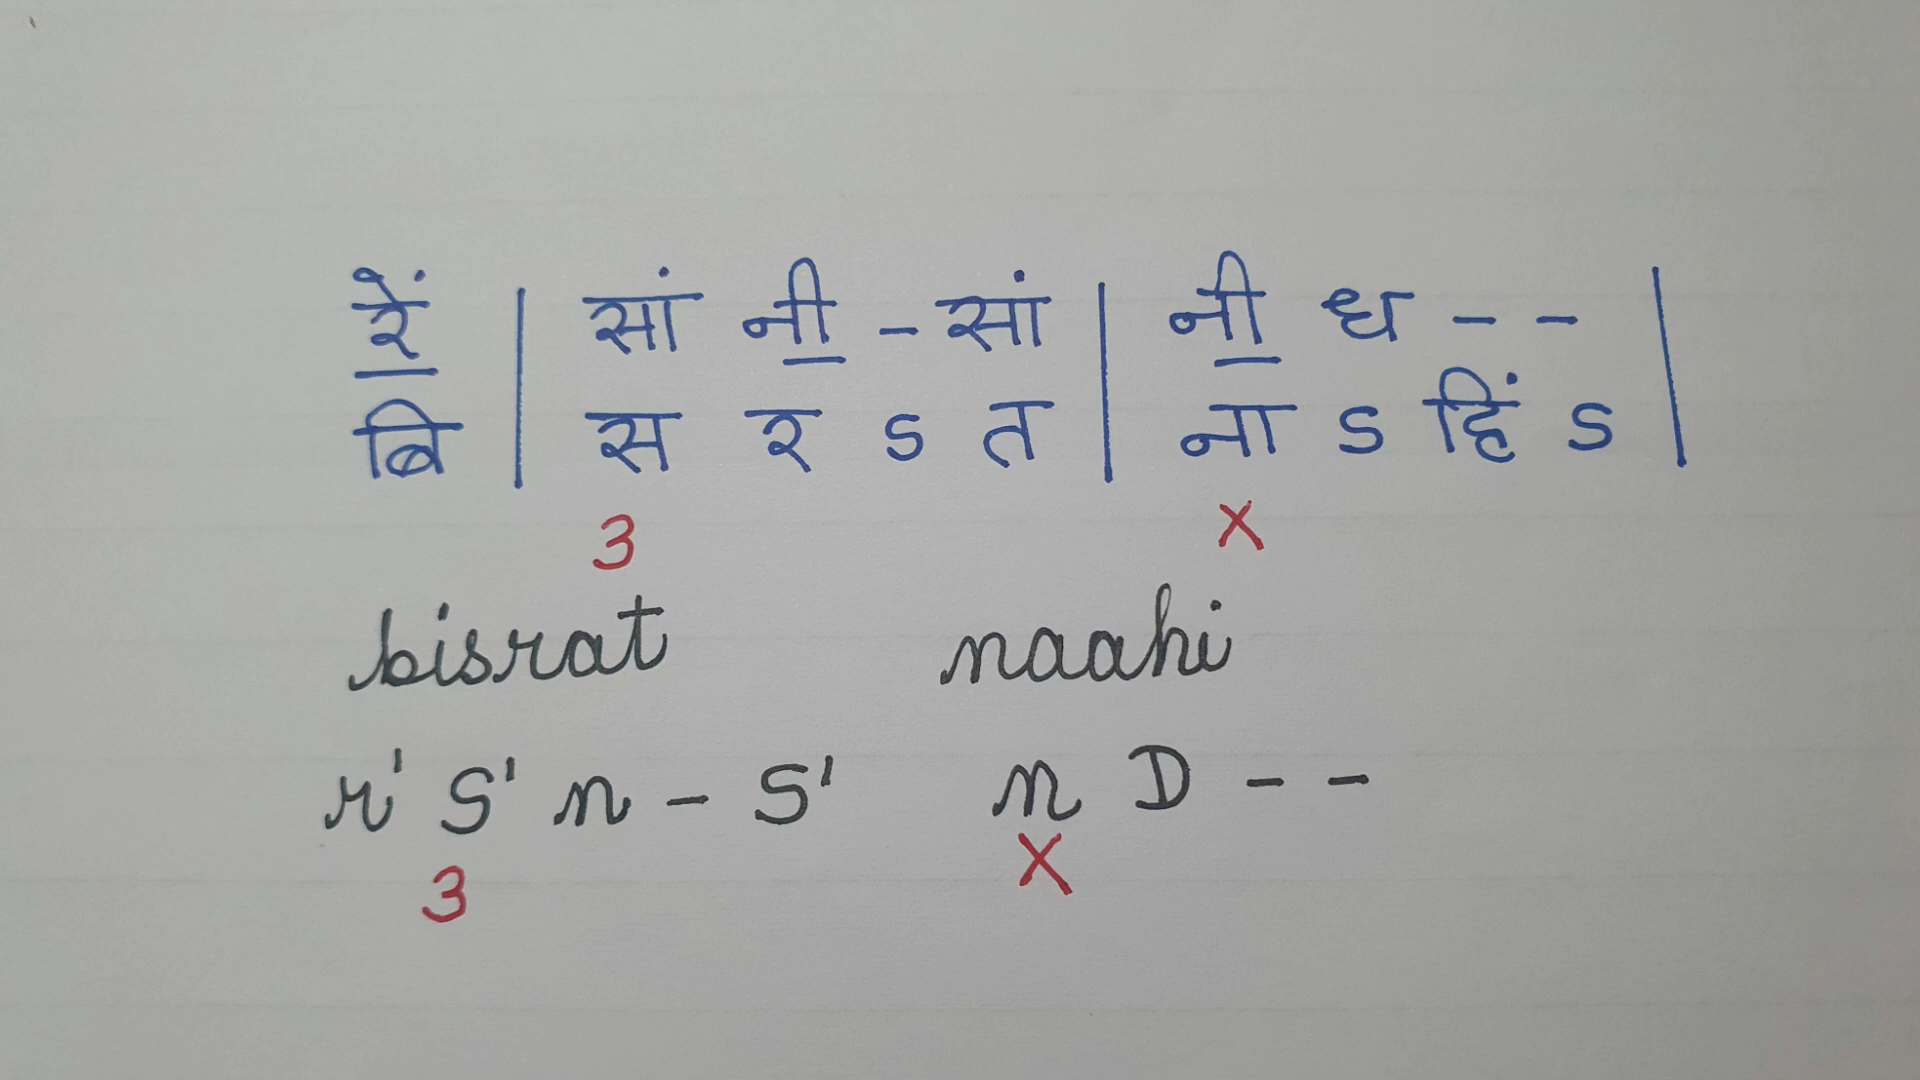 रें॒ | सां नी॒ - सां | नी॒ ध - - |
बि | स र ऽ त | ना ऽ हिं ऽ |
3 X
bisrat naahi
r' S' n - S' n D - -
3 X